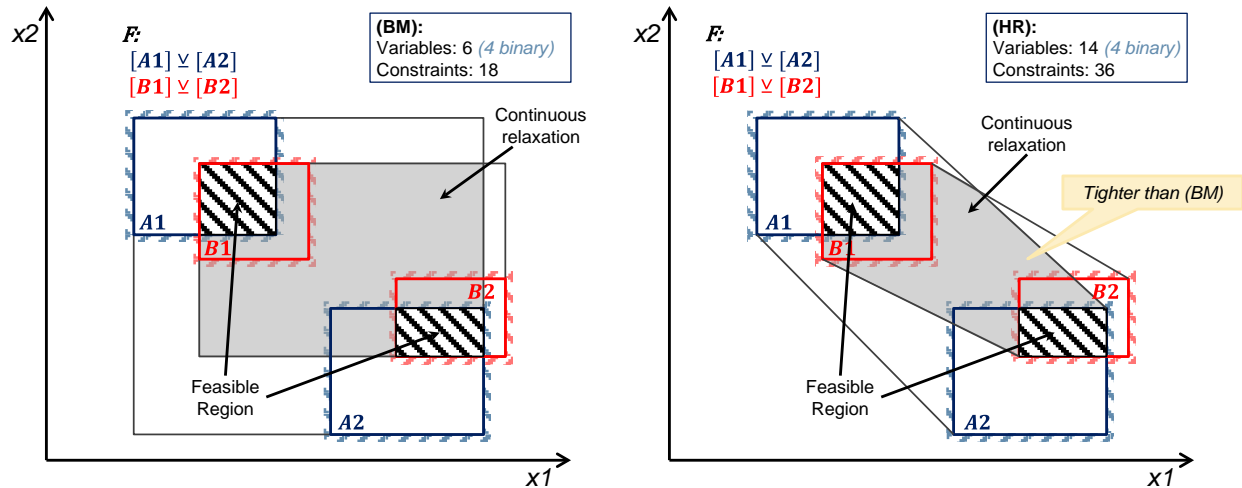 x2
F:
[A1] ⊻ [A2]
[B1] ⊻ [B2]
(BM):
Variables: 6 (4 binary)
Constraints: 18
Continuous
relaxation
A1
B1
B2
Feasible
Region
A2
x1
x2
F:
[A1] ⊻ [A2]
[B1] ⊻ [B2]
(HR):
Variables: 14 (4 binary)
Constraints: 36
Continuous
relaxation
Tighter than (BM)
A1
B1
B2
Feasible
Region
A2
x1